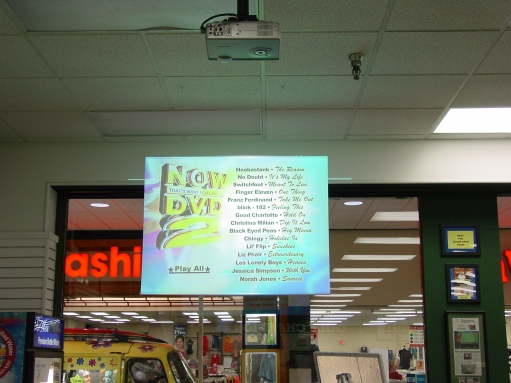 NOW
THAT'S WHAT I CALL
DVD
2
★Play All★
Hoobastank • The Reason
No Doubt • It's My Life
Switchfoot • Meant To Live
Finger Eleven • One Thing
Franz Ferdinand • Take Me Out
blink - 182 • Feeling This
Good Charlotte • Hold On
Christina Milian • Dip It Low
Black Eyed Peas • Hey Mama
Chingy • Holidae In
Lil' Flip • Sunshine
Liz Phair • Extraordinary
Los Lonely Boys • Heaven
Jessica Simpson • With You
Norah Jones • Sunrise
ashi